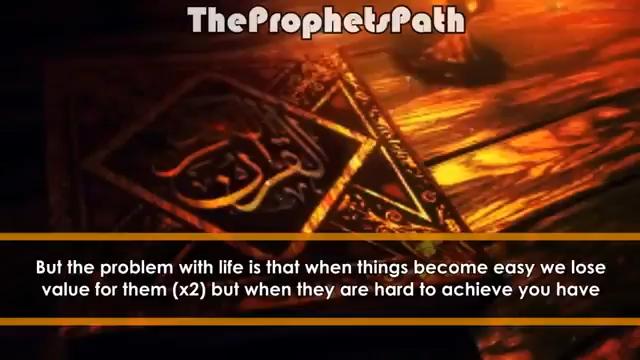 TheProphetsPath
القرآن
But the problem with life is that when things become easy we lose
value for them (x2) but when they are hard to achieve you have